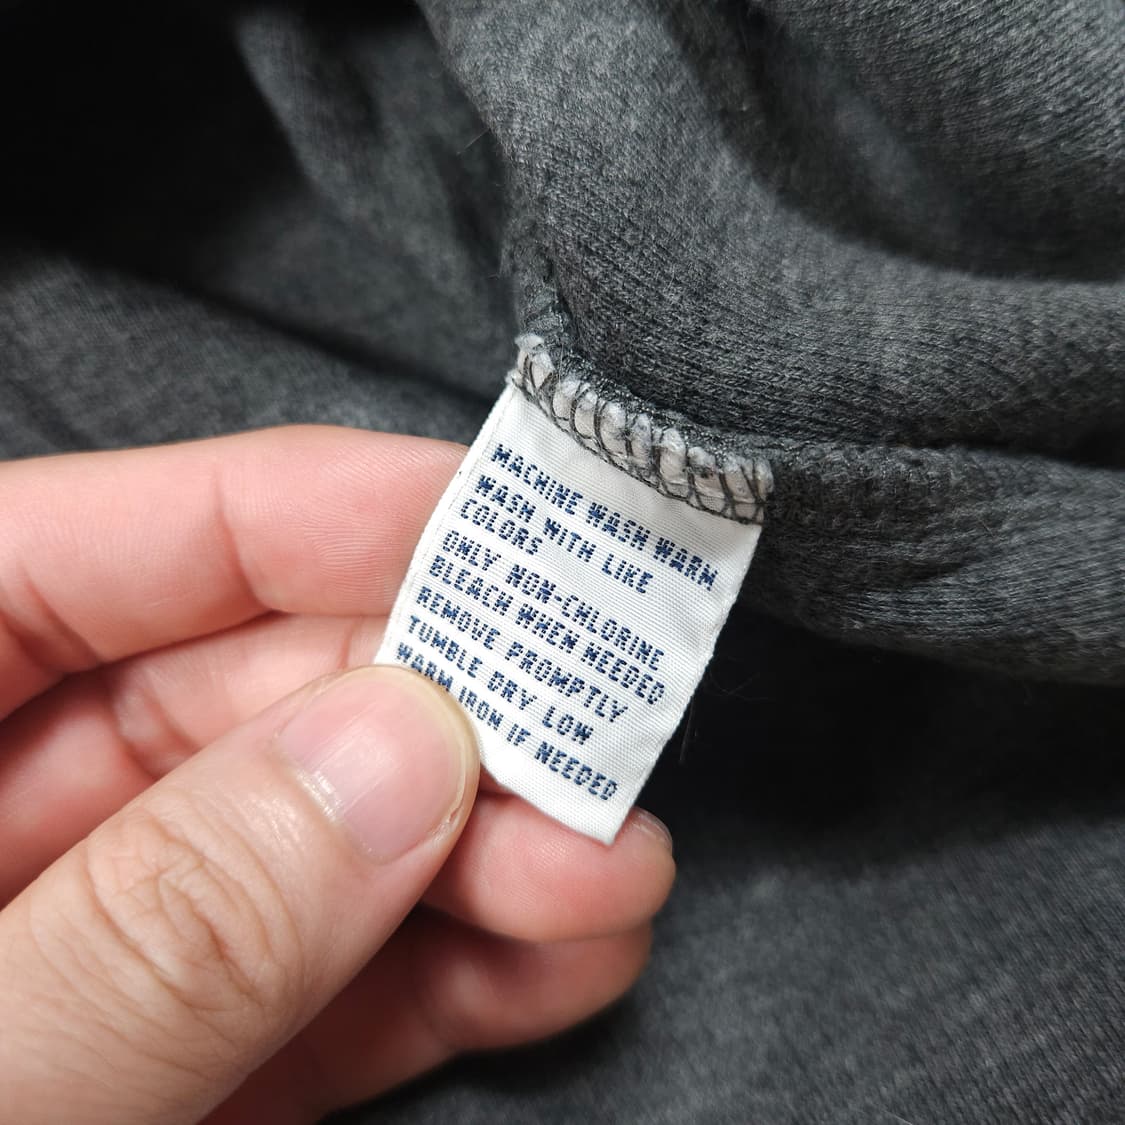 MACHINE WASH WARM
WASH WITH LIKE
COLORS
ONLY NON-CHLORINE
BLEACH WHEN NEEDED
REMOVE PROMPTLY
TUMBLE DRY LOW
WARM IRON IF NEEDED